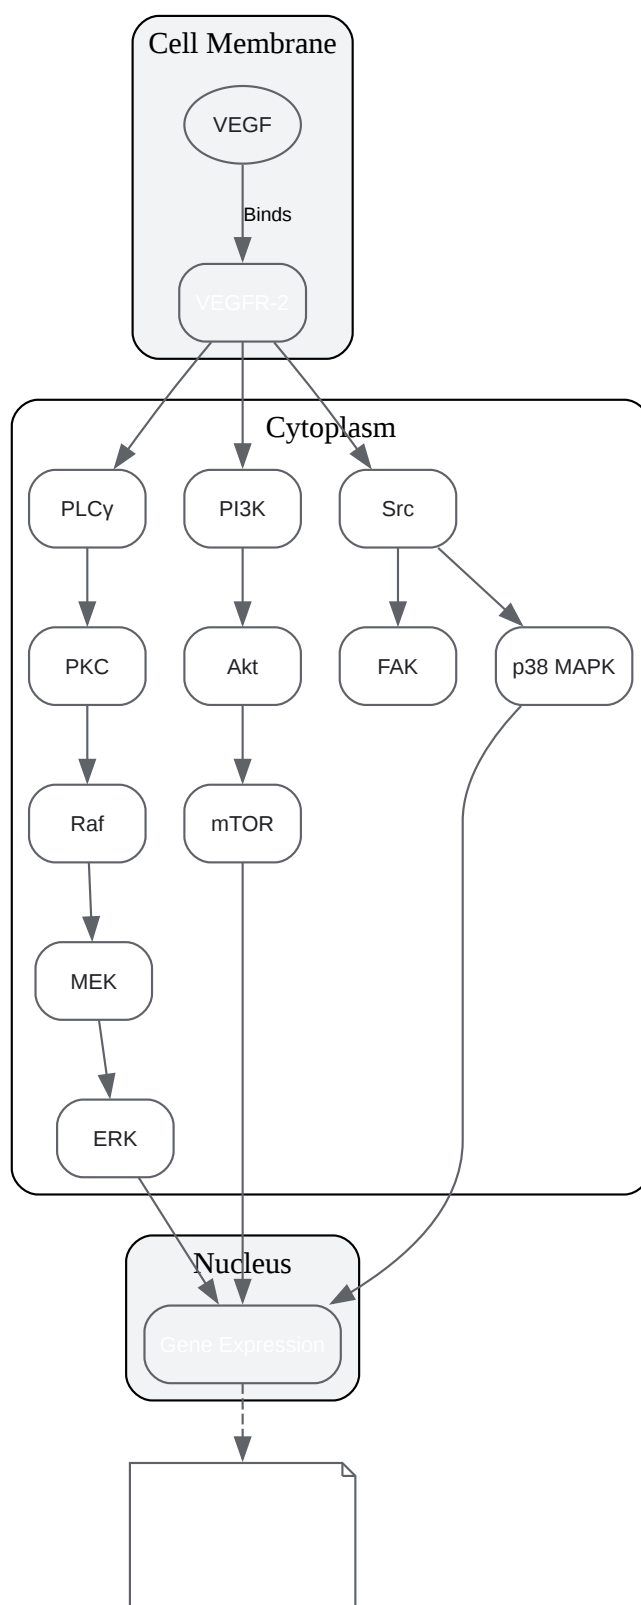 Cell Membrane
VEGF
Binds
VEGFR-2
Cytoplasm
PLCγ
PI3K
Src
PKC
Akt
FAK
p38 MAPK
Raf
mTOR
MEK
ERK
Nucleus
Gene Expression